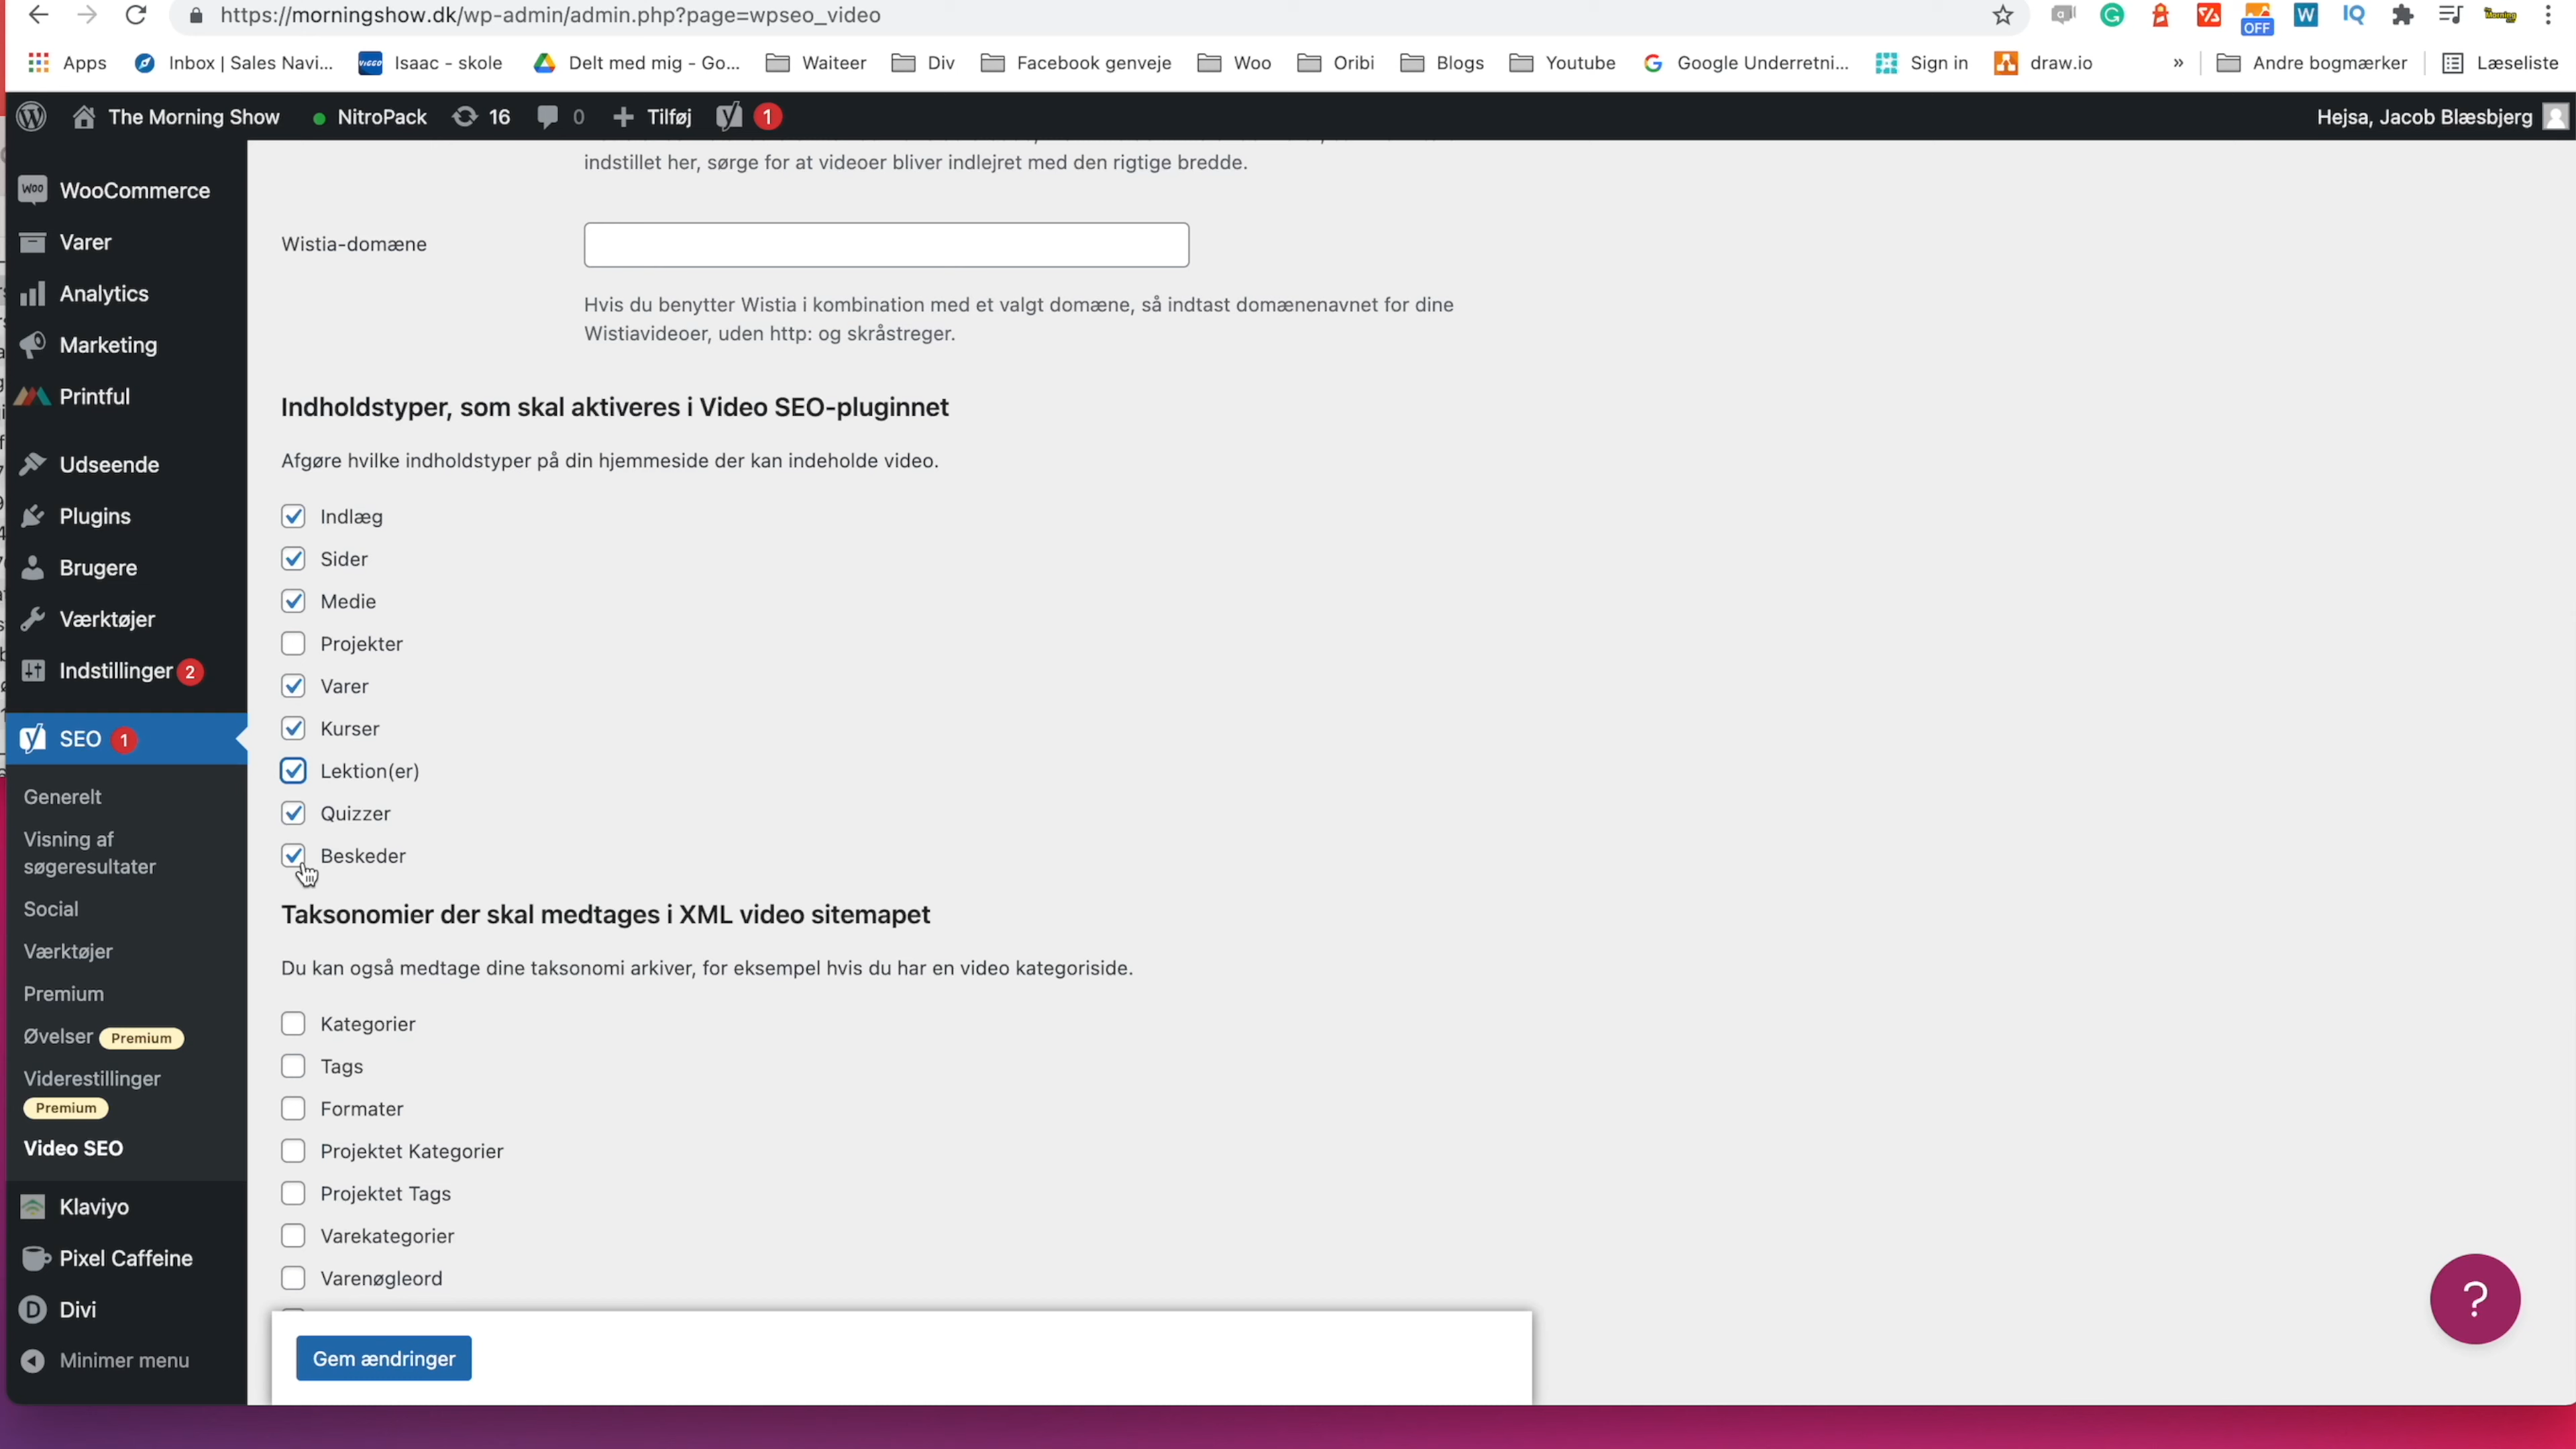 https://morningshow.dk/wp-admin/admin.php?page=wpseo_video
OFF
W
IQ
Morning
Apps
Inbox | Sales Navi...
VIGGO
Isaac - skole
Delt med mig - Go...
Waiteer
Div
Facebook genveje
Woo
Oribi
Blogs
Youtube
Google Underretni...
Sign in
draw.io
»
Andre bogmærker
Læseliste
The Morning Show
NitroPack
16
0
Tilføj
1
Hejsa, Jacob Blæsbjerg
WooCommerce
Varer
Analytics
Marketing
Printful
Udseende
Plugins
Brugere
Værktøjer
Indstillinger 2
SEO 1
Generelt
Visning af
søgeresultater
Social
Værktøjer
Premium
Øvelser Premium
Viderestillinger
Premium
Video SEO
Klaviyo
Pixel Caffeine
Divi
Minimer menu
indstillet her, sørge for at videoer bliver indlejret med den rigtige bredde.
Wistia-domæne
Hvis du benytter Wistia i kombination med et valgt domæne, så indtast domænenavnet for dine
Wistiavideoer, uden http: og skråstreger.
Indholdstyper, som skal aktiveres i Video SEO-pluginnet
Afgøre hvilke indholdstyper på din hjemmeside der kan indeholde video.
Indlæg
Sider
Medie
Projekter
Varer
Kurser
Lektion(er)
Quizzer
Beskeder
Taksonomier der skal medtages i XML video sitemapet
Du kan også medtage dine taksonomi arkiver, for eksempel hvis du har en video kategoriside.
Kategorier
Tags
Formater
Projektet Kategorier
Projektet Tags
Varekategorier
Varenøgleord
Gem ændringer
?